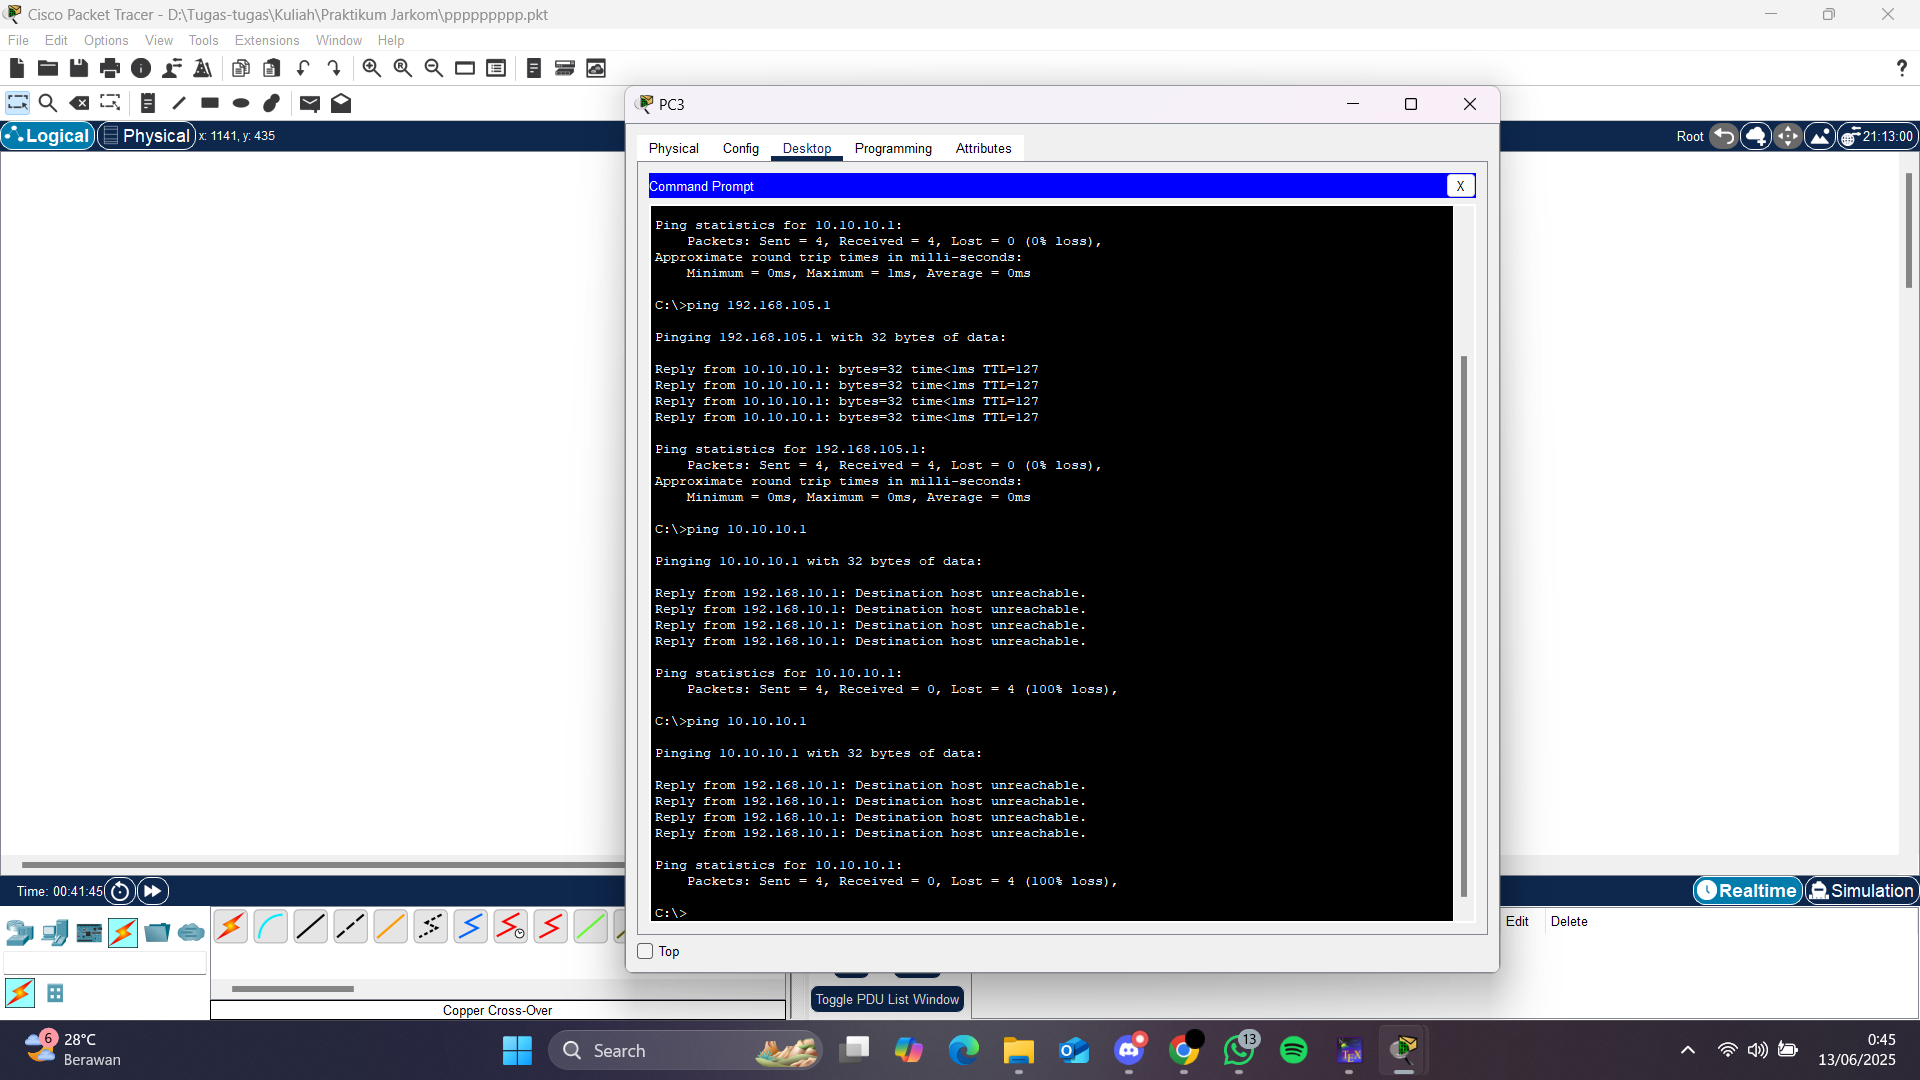 Cisco Packet Tracer - D:\Tugas-tugas\Kuliah\Praktikum Jarkom\ppppppppp.pkt
File Edit Options View Tools Extensions Window Help
?
Logical Physical x: 1141, y: 435
Root 21:13:00
PC3
Physical Config Desktop Programming Attributes
Command Prompt
X
Ping statistics for 10.10.10.1:
Packets: Sent = 4, Received = 4, Lost = 0 (0% loss),
Approximate round trip times in milli-seconds:
Minimum = 0ms, Maximum = 1ms, Average = 0ms
C:\>ping 192.168.105.1
Pinging 192.168.105.1 with 32 bytes of data:
Reply from 10.10.10.1: bytes=32 time<1ms TTL=127
Reply from 10.10.10.1: bytes=32 time<1ms TTL=127
Reply from 10.10.10.1: bytes=32 time<1ms TTL=127
Reply from 10.10.10.1: bytes=32 time<1ms TTL=127
Ping statistics for 192.168.105.1:
Packets: Sent = 4, Received = 4, Lost = 0 (0% loss),
Approximate round trip times in milli-seconds:
Minimum = 0ms, Maximum = 0ms, Average = 0ms
C:\>ping 10.10.10.1
Pinging 10.10.10.1 with 32 bytes of data:
Reply from 192.168.10.1: Destination host unreachable.
Reply from 192.168.10.1: Destination host unreachable.
Reply from 192.168.10.1: Destination host unreachable.
Reply from 192.168.10.1: Destination host unreachable.
Ping statistics for 10.10.10.1:
Packets: Sent = 4, Received = 0, Lost = 4 (100% loss),
C:\>ping 10.10.10.1
Pinging 10.10.10.1 with 32 bytes of data:
Reply from 192.168.10.1: Destination host unreachable.
Reply from 192.168.10.1: Destination host unreachable.
Reply from 192.168.10.1: Destination host unreachable.
Reply from 192.168.10.1: Destination host unreachable.
Ping statistics for 10.10.10.1:
Packets: Sent = 4, Received = 0, Lost = 4 (100% loss),
C:\>
Top
Time: 00:41:45
Realtime Simulation
Edit Delete
Toggle PDU List Window
Copper Cross-Over
6
28°C
Berawan
Search
TEX
13
0:45
13/06/2025